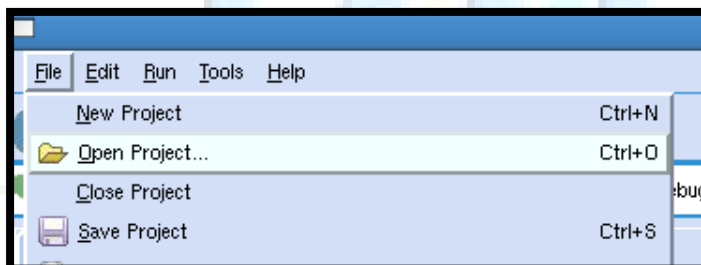 File Edit Run Tools Help
New Project Ctrl+N
Open Project... Ctrl+O
Close Project
Save Project Ctrl+S